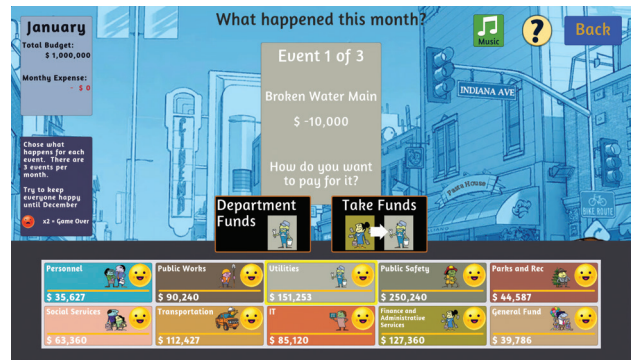 January
Total Budget:
$ 1,000,000
Monthy Expense:
- $ 0
What happened this month?
Music
?
Back
Event 1 of 3
Broken Water Main
$ -10,000
How do you want
to pay for it?
INDIANA AVE
BIKE ROUTE
Chose what
happens for each
event. There are
3 events per
month.
Try to keep
everyone happy
until December
x2 = Game Over
Department
Funds
Take Funds
Personnel
$ 35,627
Public Works
$ 90,240
Utilities
$ 151,253
Public Safety
$ 250,240
Parks and Rec
$ 44,587
Social Services
$ 63,360
Transportation
$ 112,427
IT
$ 85,120
Finance and
Administrative
Services
$ 127,360
General Fund
$ 39,786